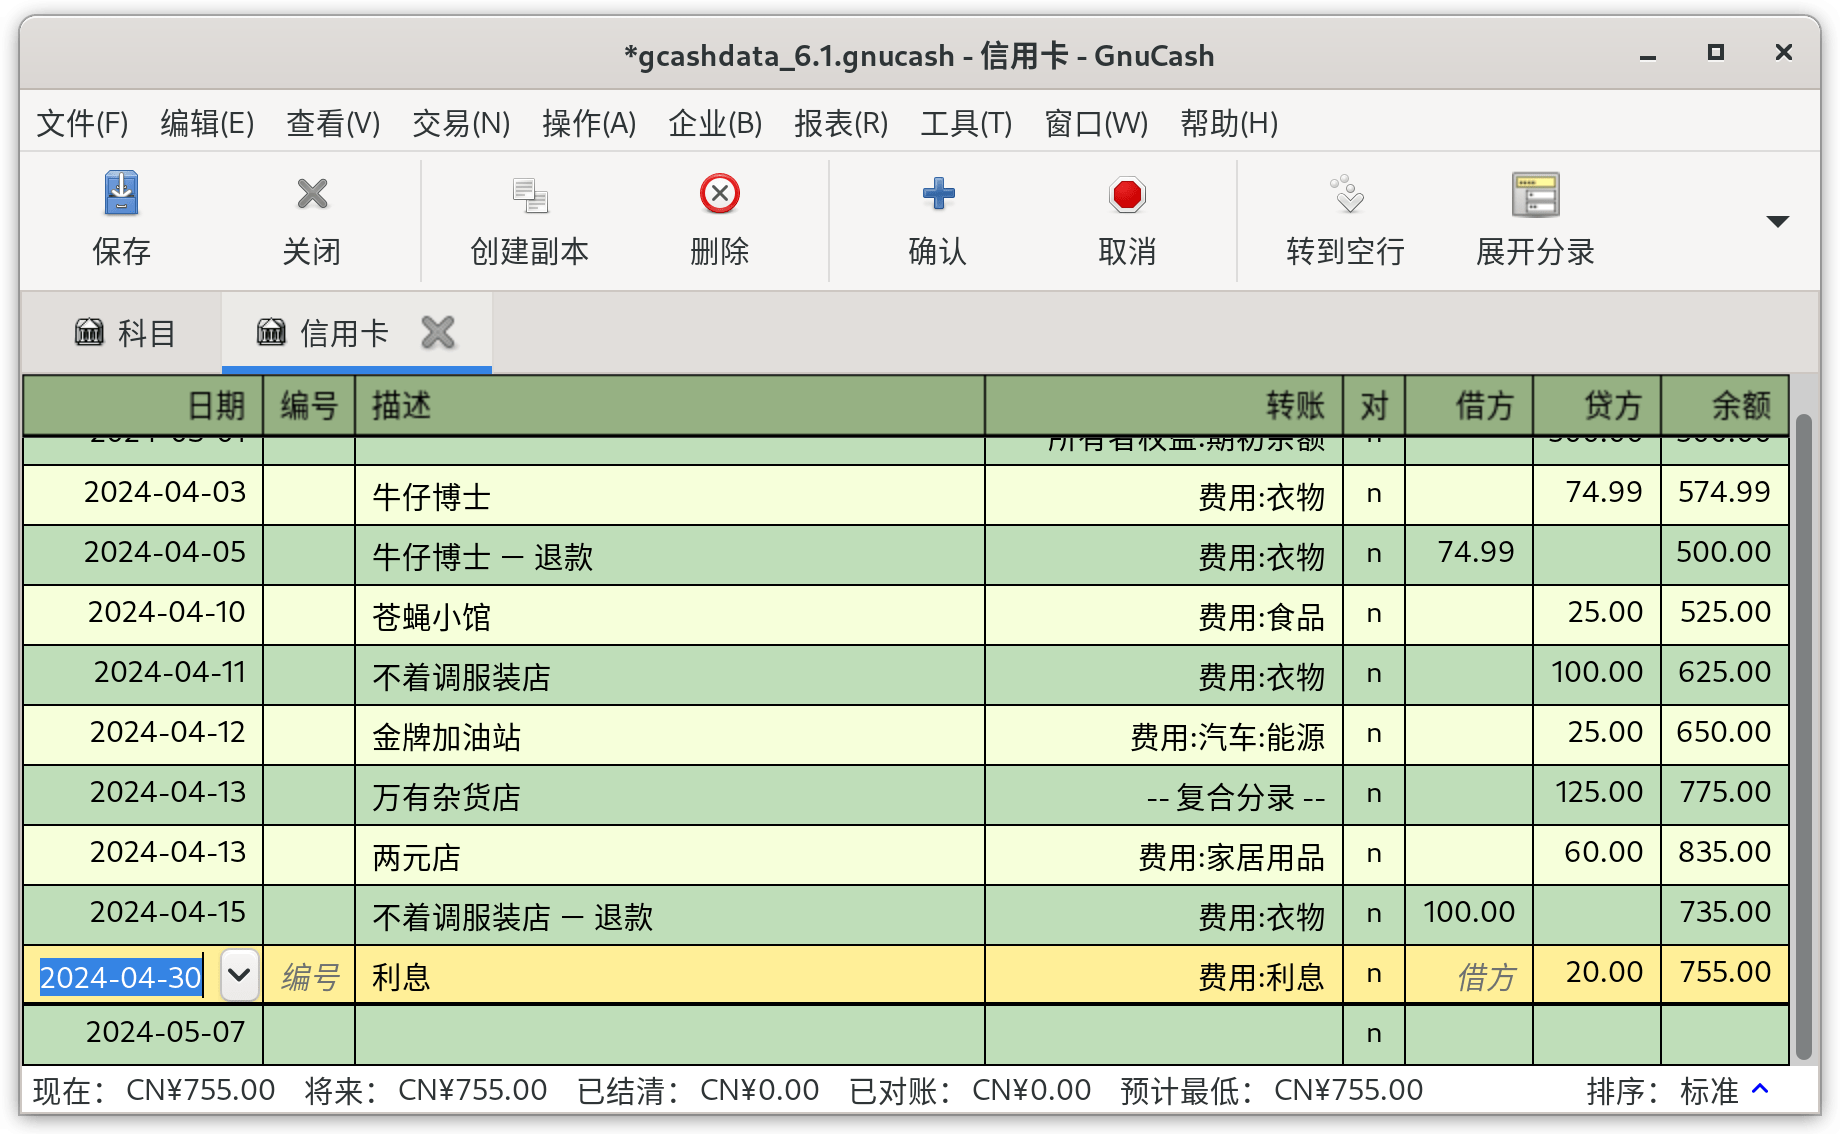 *gcashdata_6.1.gnucash - 信用卡 - GnuCash
文件(F) 编辑(E) 查看(V) 交易(N) 操作(A) 企业(B) 报表(R) 工具(T) 窗口(W) 帮助(H)
保存 关闭 创建副本 删除 确认 取消 转到空行 展开分录
科目 信用卡
日期 编号 描述 转账 对 借方 贷方 余额
所有者权益:期初余额 n 500.00 500.00
2024-04-03 牛仔博士 费用:衣物 n 74.99 574.99
2024-04-05 牛仔博士 － 退款 费用:衣物 n 74.99 500.00
2024-04-10 苍蝇小馆 费用:食品 n 25.00 525.00
2024-04-11 不着调服装店 费用:衣物 n 100.00 625.00
2024-04-12 金牌加油站 费用:汽车:能源 n 25.00 650.00
2024-04-13 万有杂货店 -- 复合分录 -- n 125.00 775.00
2024-04-13 两元店 费用:家居用品 n 60.00 835.00
2024-04-15 不着调服装店 － 退款 费用:衣物 n 100.00 735.00
2024-04-30 编号 利息 费用:利息 n 借方 20.00 755.00
2024-05-07 n
现在： CN¥755.00 将来： CN¥755.00 已结清： CN¥0.00 已对账： CN¥0.00 预计最低： CN¥755.00 排序： 标准